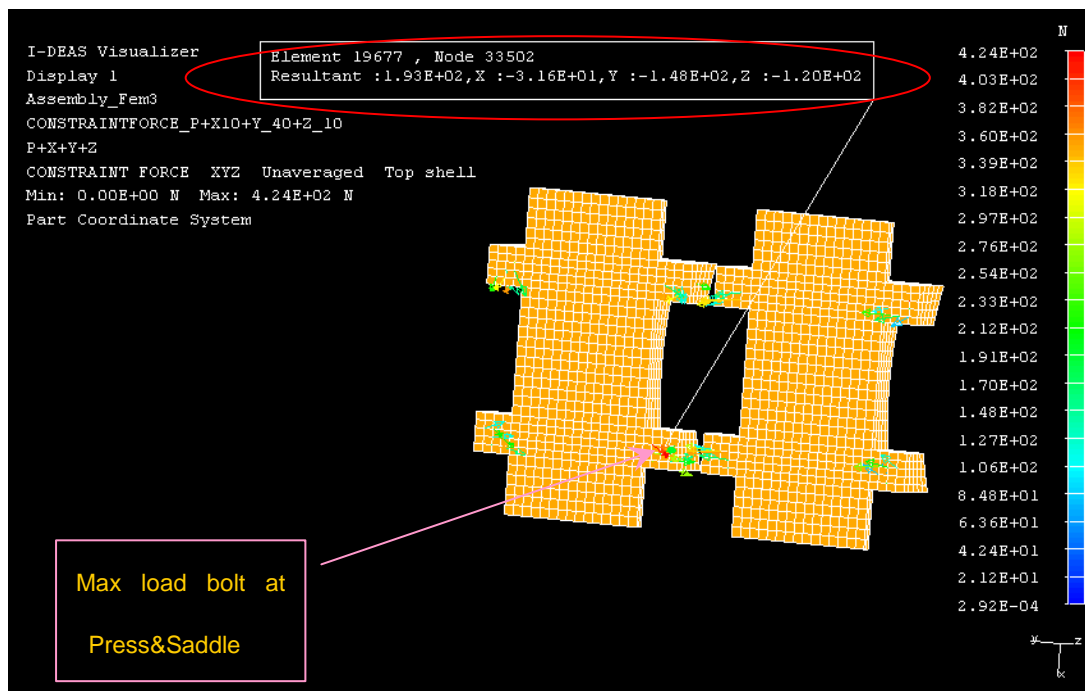 I-DEAS Visualizer
Display 1
Assembly_Fem3
CONSTRAINTFORCE_P+X10+Y_40+Z_10
P+X+Y+Z
CONSTRAINT FORCE XYZ Unaveraged Top shell
Min: 0.00E+00 N Max: 4.24E+02 N
Part Coordinate System
Element 19677 , Node 33502
Resultant :1.93E+02,X :-3.16E+01,Y :-1.48E+02,Z :-1.20E+02
N
4.24E+02
4.03E+02
3.82E+02
3.60E+02
3.39E+02
3.18E+02
2.97E+02
2.76E+02
2.54E+02
2.33E+02
2.12E+02
1.91E+02
1.70E+02
1.48E+02
1.27E+02
1.06E+02
8.48E+01
6.36E+01
4.24E+01
2.12E+01
2.92E-04
Max load bolt at
Press&Saddle
Y
Z
X